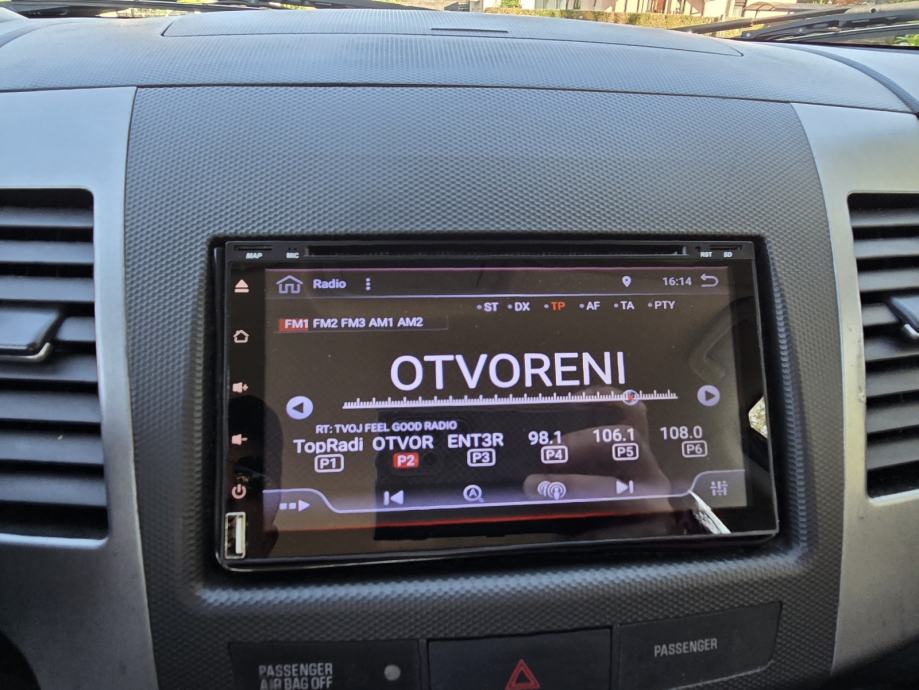 MAP MIC RST SD
Radio 16:14
ST DX TP AF TA PTY
FM1 FM2 FM3 AM1 AM2
OTVORENI
RT: TVOJ FEEL GOOD RADIO
TopRadi OTVOR ENT3R 98.1 106.1 108.0
P1 P2 P3 P4 P5 P6
A
PASSENGER
AIRBAG OFF
PASSENGER